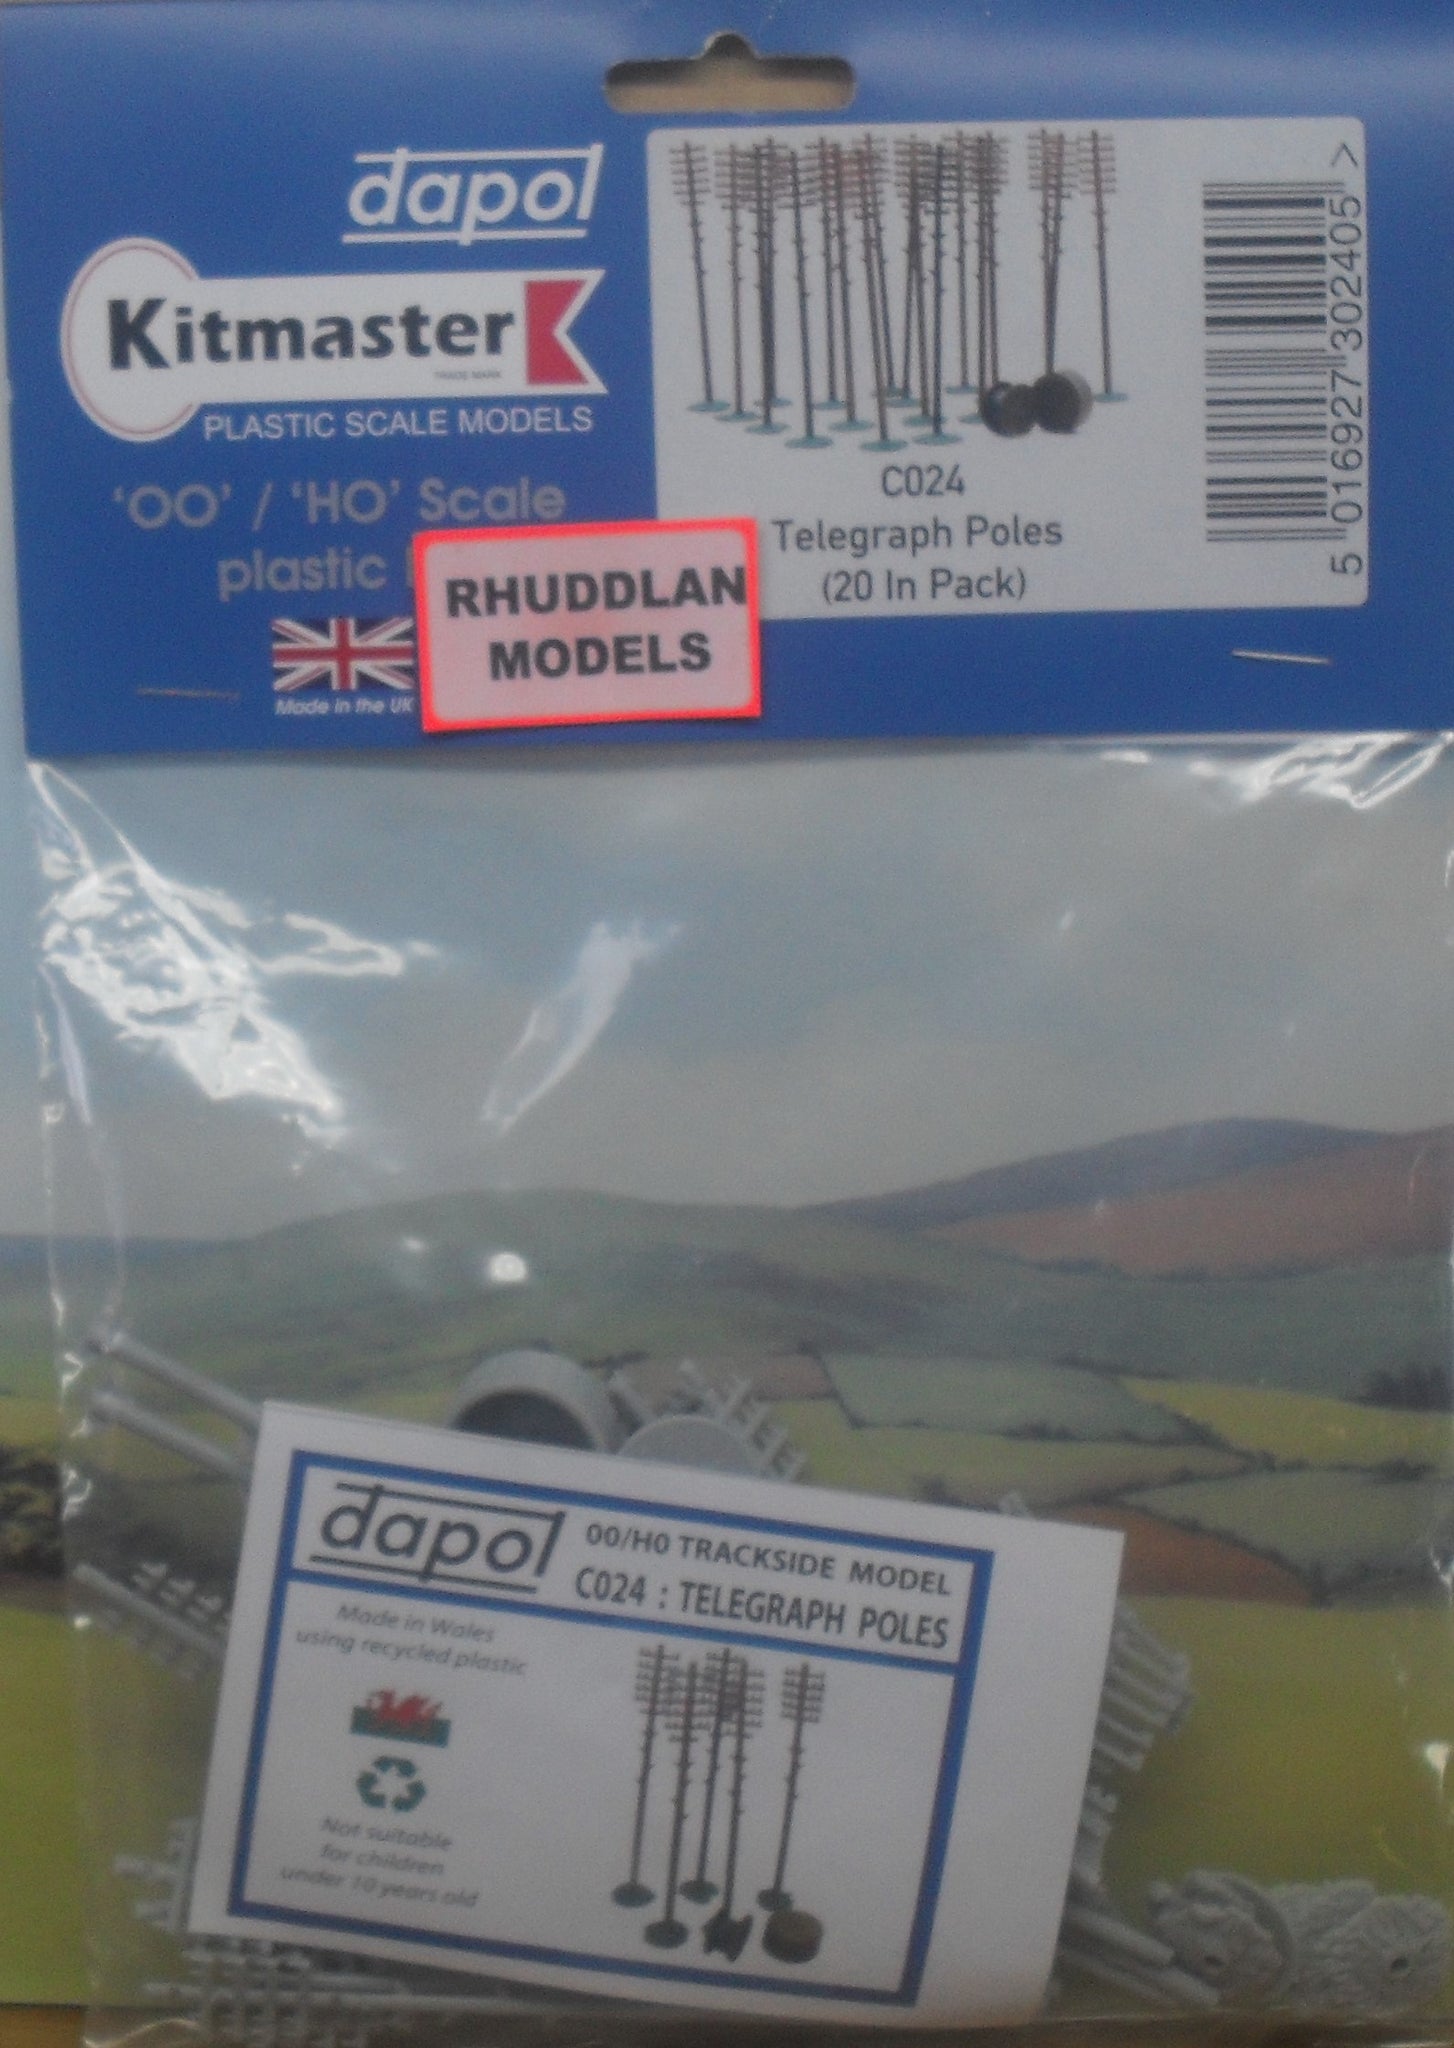 dapol
Kitmaster
TRADE MARK
PLASTIC SCALE MODELS
'OO' / 'HO' Scale
plastic
Made in the UK
RHUDDLAN
MODELS
C024
Telegraph Poles
(20 In Pack)
5 016927 302405 >
dapol
00/H0 TRACKSIDE MODEL
C024 : TELEGRAPH POLES
Made in Wales
using recycled plastic
Not suitable
for children
under 10 years old